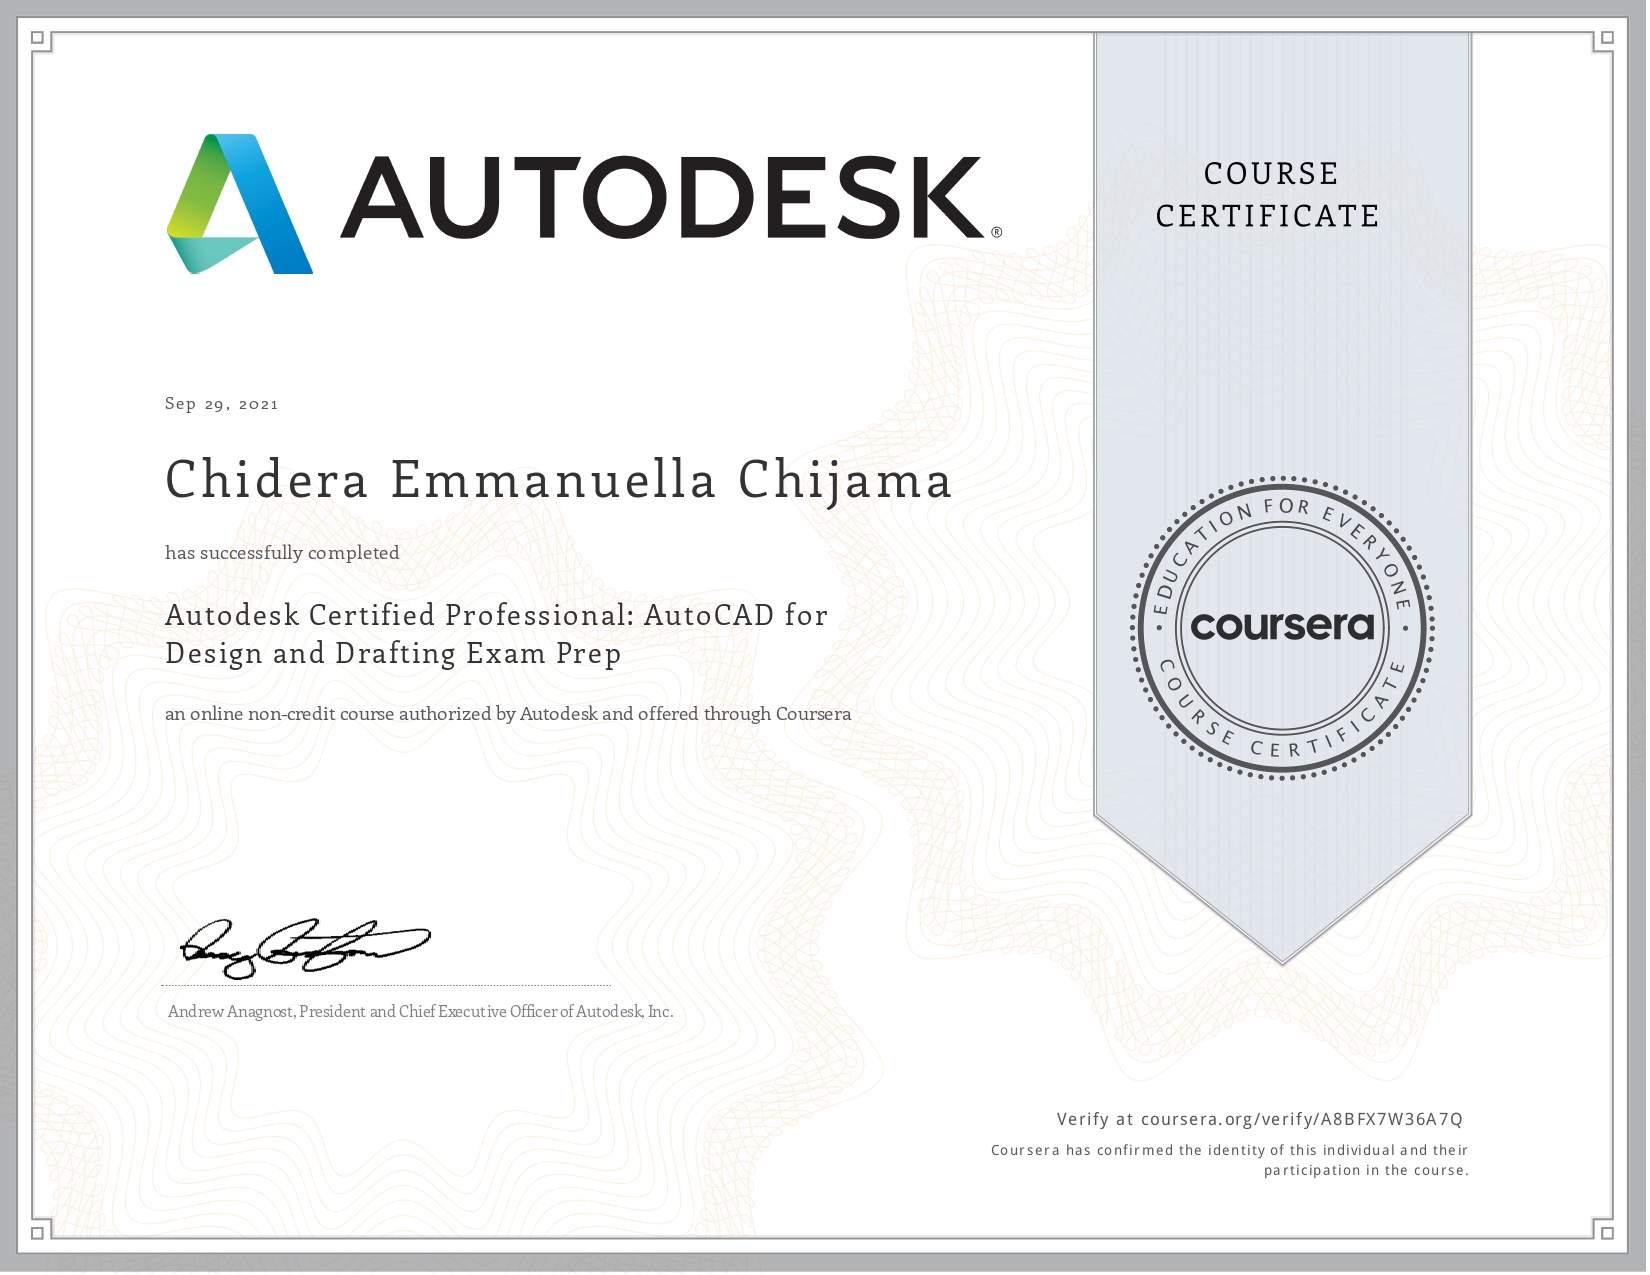 AUTODESK®
COURSE
CERTIFICATE
Sep 29, 2021
Chidera Emmanuella Chijama
has successfully completed
Autodesk Certified Professional: AutoCAD for
Design and Drafting Exam Prep
an online non-credit course authorized by Autodesk and offered through Coursera
EDUCATION FOR EVERYONE
coursera
COURSE CERTIFICATE
Andrew Anagnost, President and Chief Executive Officer of Autodesk, Inc.
Verify at coursera.org/verify/A8BFX7W36A7Q
Coursera has confirmed the identity of this individual and their
participation in the course.